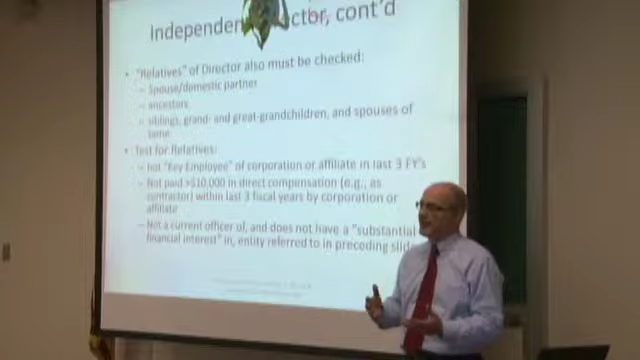 Independent Director, cont'd
• "Relatives" of Director also must be checked:
– Spouse/domestic partner
– ancestors
– siblings, grand- and great-grandchildren, and spouses of
same
• Test for Relatives:
– Not "Key Employee" of corporation or affiliate in last 3 FY's
– Not paid >$10,000 in direct compensation (e.g., as
contractor) within last 3 fiscal years by corporation or
affiliate
– Not a current officer of, and does not have a "substantial
financial interest" in, entity referred to in preceding slide